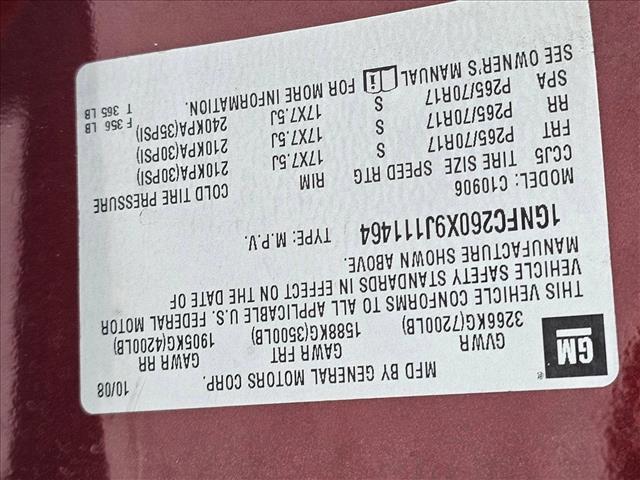 MFD BY GENERAL MOTORS CORP. 10/08
GM ®
GVWR GAWR FRT GAWR RR
3266KG(7200LB) 1588KG(3500LB) 1905KG(4200LB)
THIS VEHICLE CONFORMS TO ALL APPLICABLE U.S. FEDERAL MOTOR
VEHICLE SAFETY STANDARDS IN EFFECT ON THE DATE OF
MANUFACTURE SHOWN ABOVE.
1GNFC260X9J111464 TYPE: M.P.V.
MODEL: C10906
CCJ5 TIRE SIZE SPEED RTG RIM COLD TIRE PRESSURE
FRT P265/70R17 S 17X7.5J 210KPA(30PSI)
RR P265/70R17 S 17X7.5J 210KPA(30PSI)
SPA P265/70R17 S 17X7.5J 240KPA(35PSI)
SEE OWNER'S MANUAL FOR MORE INFORMATION.
F 356 LB
T 365 LB